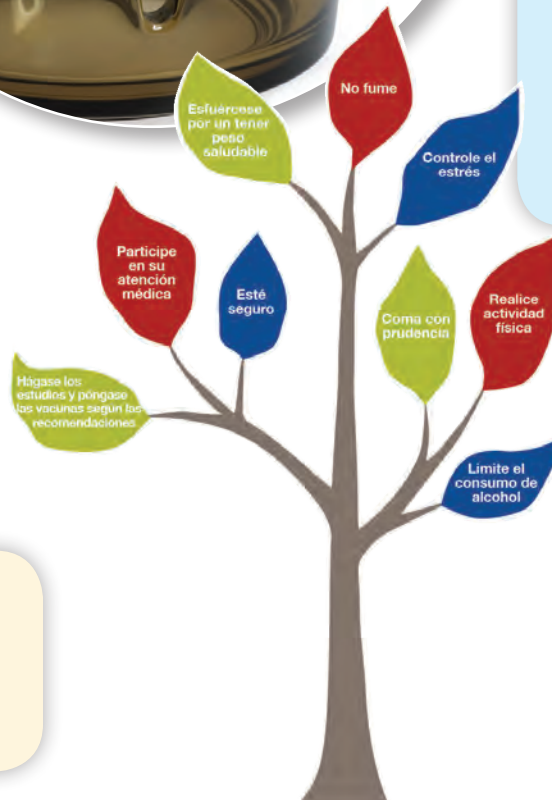 No fume
Esfuércese
por un tener
peso
saludable
Controle el
estrés
Participe
en su
atención
médica
Esté
seguro
Coma con
prudencia
Realice
actividad
física
Hágase los
estudios y póngase
las vacunas según las
recomendaciones
Limite el
consumo de
alcohol